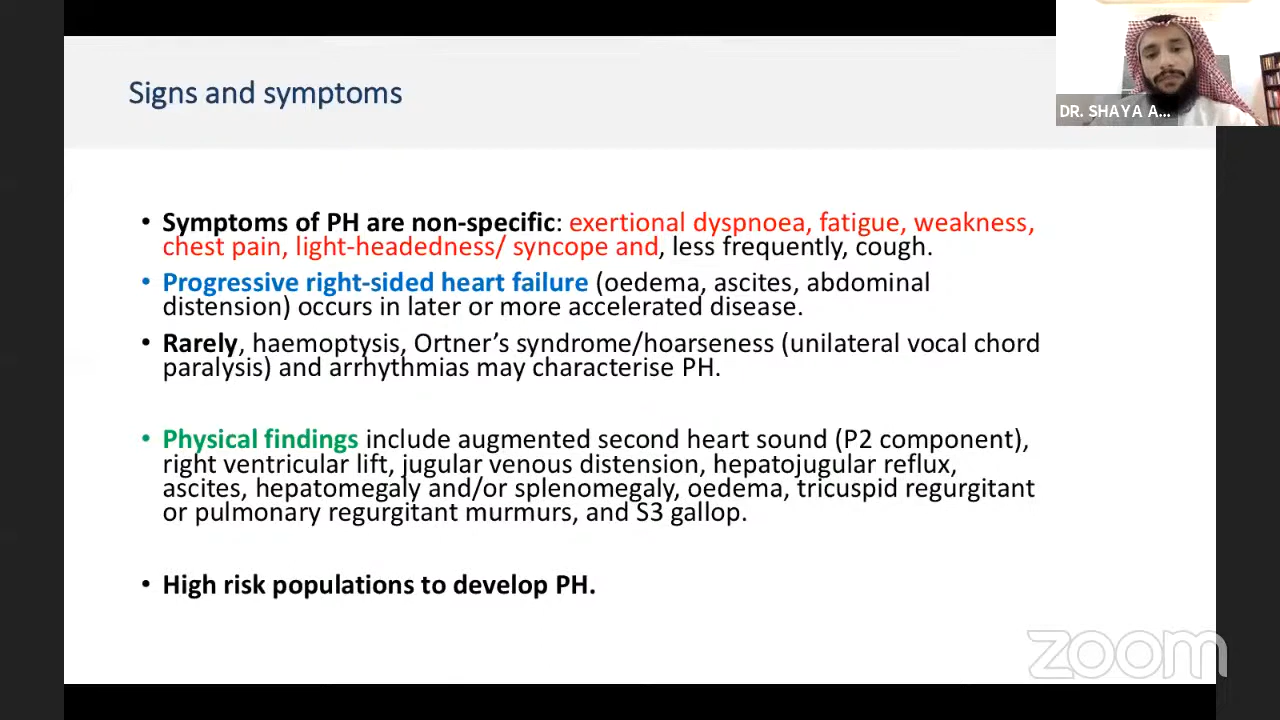 Signs and symptoms
DR. SHAYA A...
• Symptoms of PH are non-specific: exertional dyspnoea, fatigue, weakness,
chest pain, light-headedness/ syncope and, less frequently, cough.
• Progressive right-sided heart failure (oedema, ascites, abdominal
distension) occurs in later or more accelerated disease.
• Rarely, haemoptysis, Ortner’s syndrome/hoarseness (unilateral vocal chord
paralysis) and arrhythmias may characterise PH.
• Physical findings include augmented second heart sound (P2 component),
right ventricular lift, jugular venous distension, hepatojugular reflux,
ascites, hepatomegaly and/or splenomegaly, oedema, tricuspid regurgitant
or pulmonary regurgitant murmurs, and S3 gallop.
• High risk populations to develop PH.
zoom